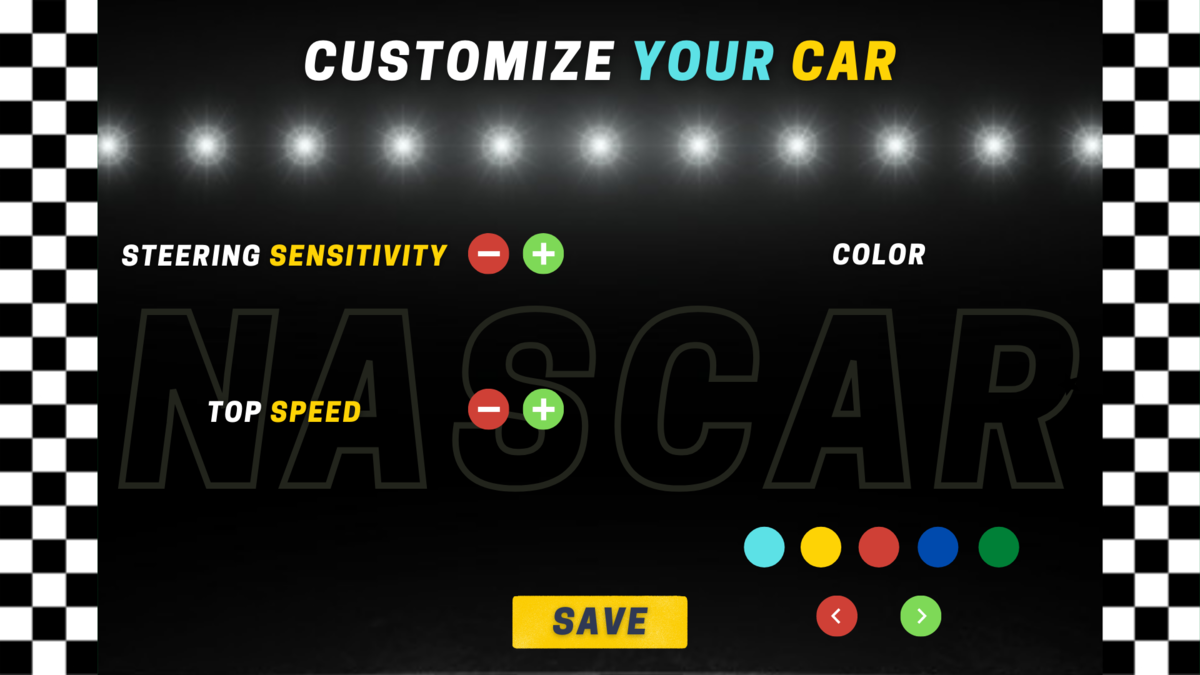 CUSTOMIZE YOUR CAR
STEERING SENSITIVITY
COLOR
NASCAR
TOP SPEED
SAVE